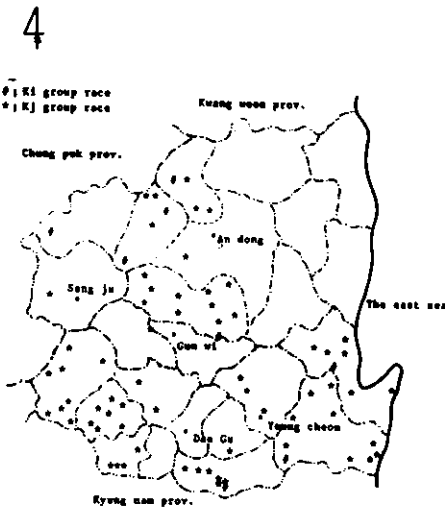 4
#; Ki group race
*; Kj group race
Kwang woon prov.
Chung puk prov.
An dong
Sang ju
The east sea
Gun wi
Young cheon
Dae Gu
Kyung nam prov.